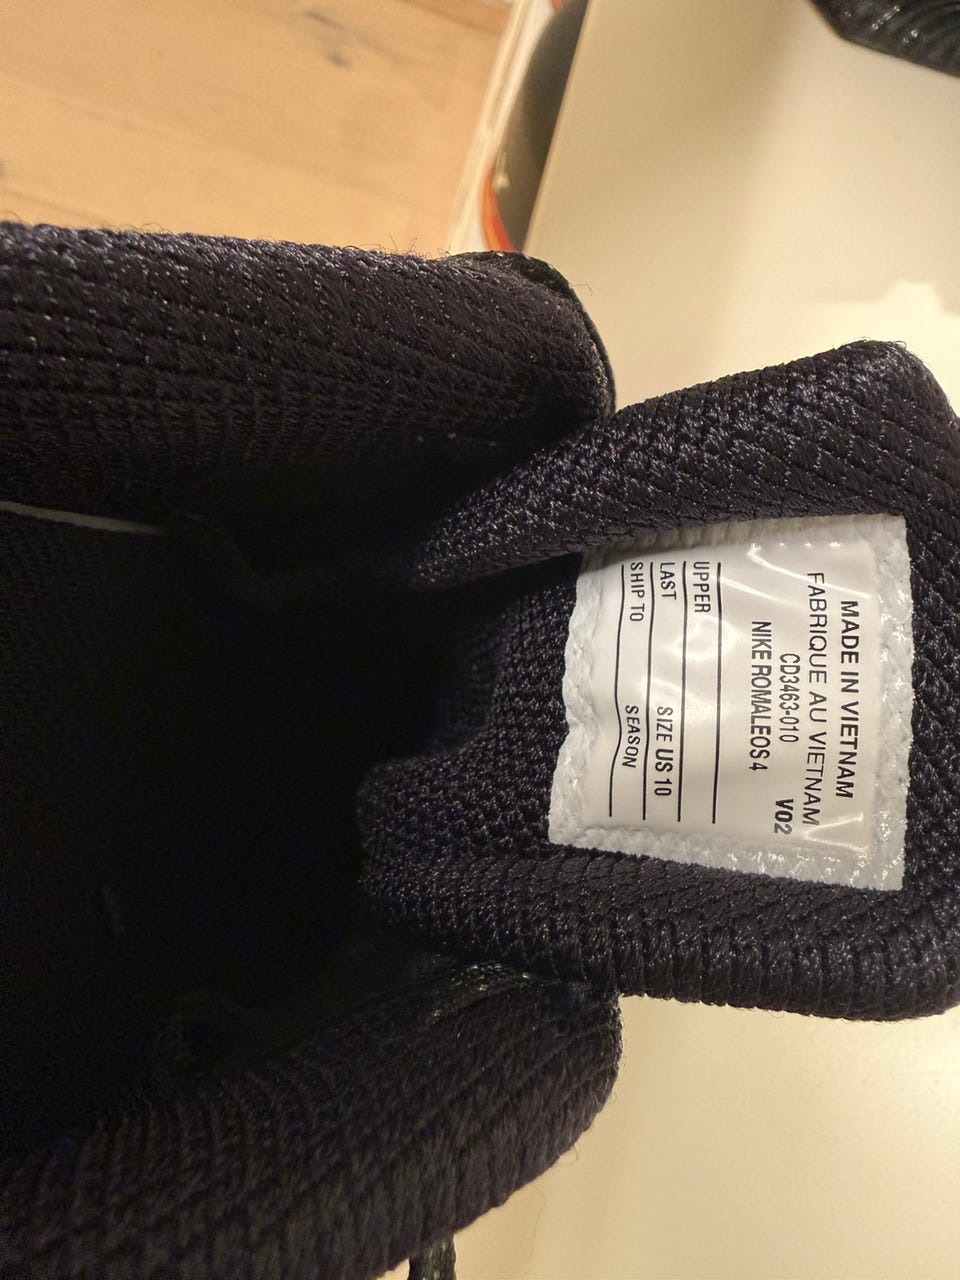 MADE IN VIETNAM
FABRIQUE AU VIETNAM
CD3463-010 V02
NIKE ROMALEOS 4
UPPER
LAST SIZE US 10
SHIP TO SEASON